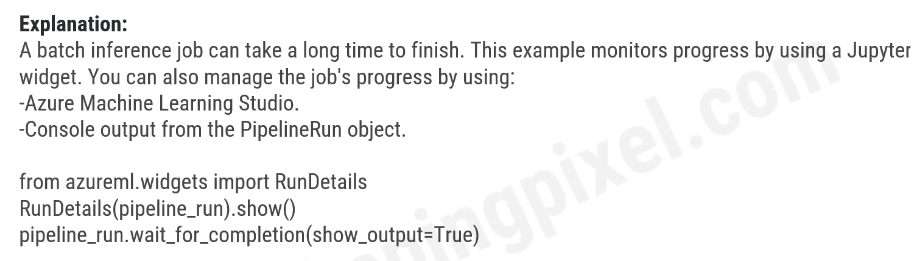 Explanation:
A batch inference job can take a long time to finish. This example monitors progress by using a Jupyter
widget. You can also manage the job's progress by using:
-Azure Machine Learning Studio.
-Console output from the PipelineRun object.
from azureml.widgets import RunDetails
RunDetails(pipeline_run).show()
pipeline_run.wait_for_completion(show_output=True)